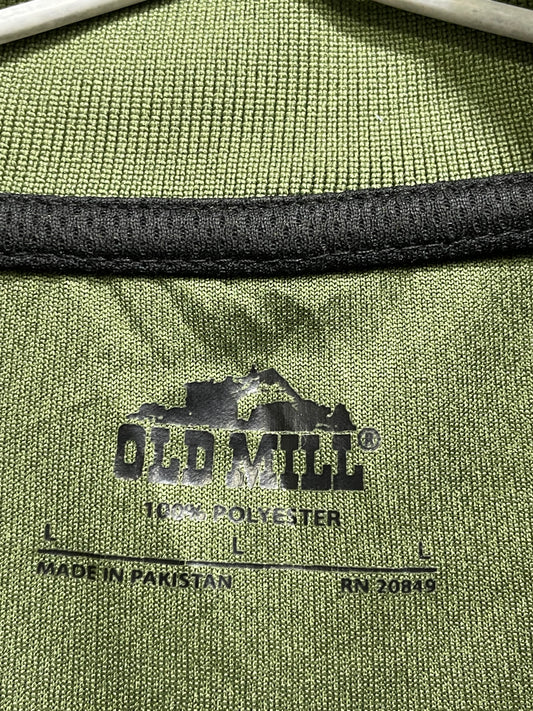 OLD MILL®
100% POLYESTER
L L L
MADE IN PAKISTAN RN 20849